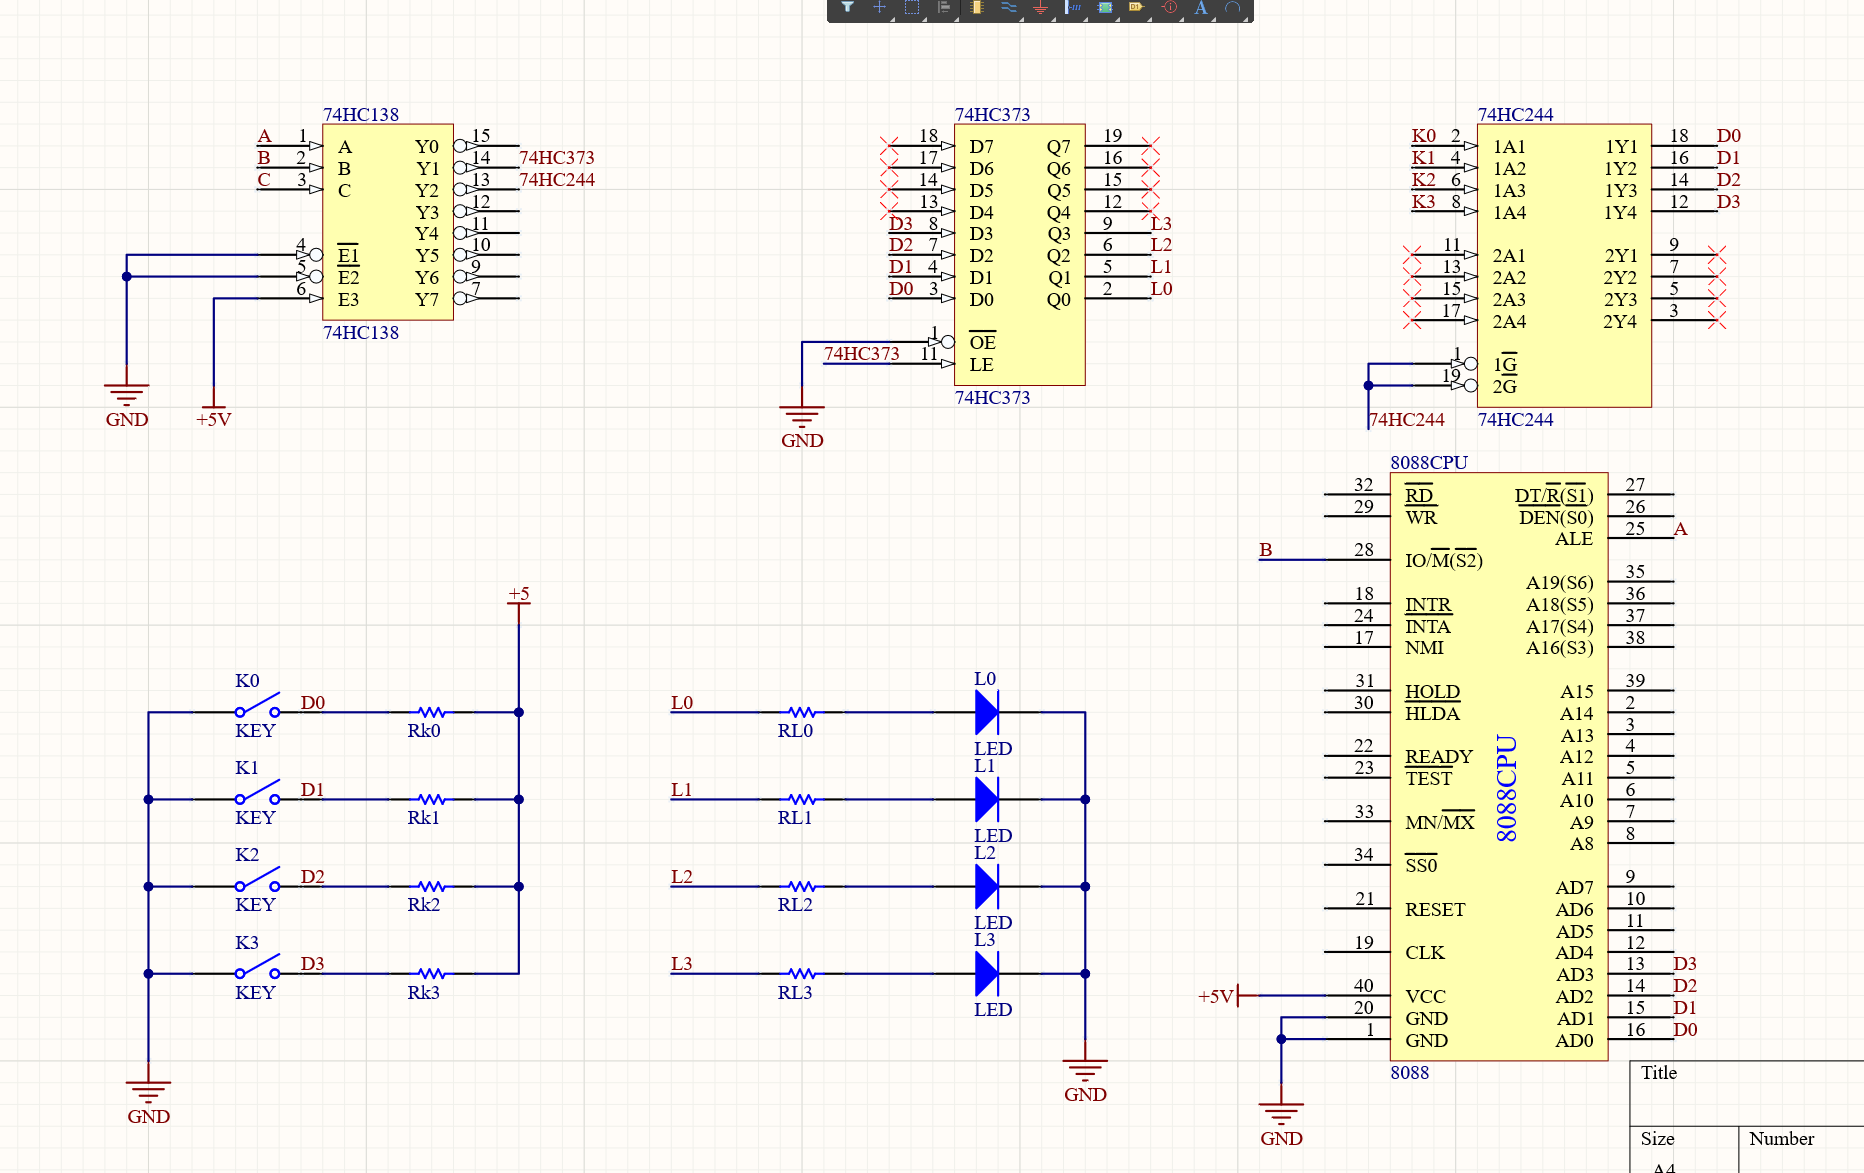 74HC138
A 1 A Y0 15
B 2 B Y1 14 74HC373
C 3 C Y2 13 74HC244
Y3 12
Y4 11
4 E1 Y5 10
5 E2 Y6 9
6 E3 Y7 7
74HC138
GND
+5V
74HC373
18 D7 Q7 19
17 D6 Q6 16
14 D5 Q5 15
13 D4 Q4 12
D3 8 D3 Q3 9 L3
D2 7 D2 Q2 6 L2
D1 4 D1 Q1 5 L1
D0 3 D0 Q0 2 L0
1 OE
74HC373 11 LE
74HC373
GND
74HC244
K0 2 1A1 1Y1 18 D0
K1 4 1A2 1Y2 16 D1
K2 6 1A3 1Y3 14 D2
K3 8 1A4 1Y4 12 D3
11 2A1 2Y1 9
13 2A2 2Y2 7
15 2A3 2Y3 5
17 2A4 2Y4 3
1 1G
19 2G
74HC244 74HC244
+5
K0
D0
KEY Rk0
K1
D1
KEY Rk1
K2
D2
KEY Rk2
K3
D3
KEY Rk3
GND
L0
L0
RL0 LED
L1
L1
RL1 LED
L2
L2
RL2 LED
L3
L3
RL3 LED
GND
8088CPU
32 RD DT/R(S1) 27
29 WR DEN(S0) 26
ALE 25 A
B 28 IO/M(S2)
A19(S6) 35
18 INTR A18(S5) 36
24 INTA A17(S4) 37
17 NMI A16(S3) 38
31 HOLD A15 39
30 HLDA A14 2
A13 3
22 READY A12 4
23 TEST A11 5
A10 6
33 MN/MX A9 7
A8 8
34 SS0
AD7 9
21 RESET AD6 10
AD5 11
19 CLK AD4 12
AD3 13 D3
+5V 40 VCC AD2 14 D2
20 GND AD1 15 D1
1 GND AD0 16 D0
8088CPU
8088
GND
Title
Size Number
A4